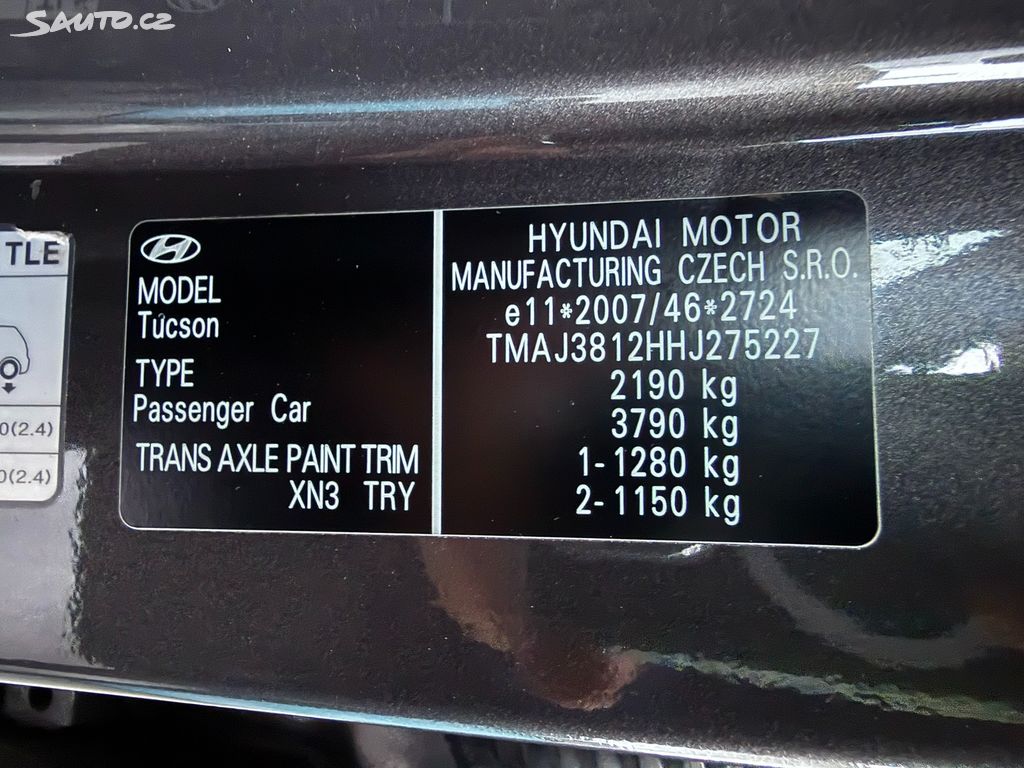 SAUTO.CZ
TLE
0(2.4)
0(2.4)
MODEL
Tucson
TYPE
Passenger Car
TRANS AXLE PAINT TRIM
XN3 TRY
HYUNDAI MOTOR
MANUFACTURING CZECH S.R.O.
e11*2007/46*2724
TMAJ3812HHJ275227
2190 kg
3790 kg
1-1280 kg
2-1150 kg